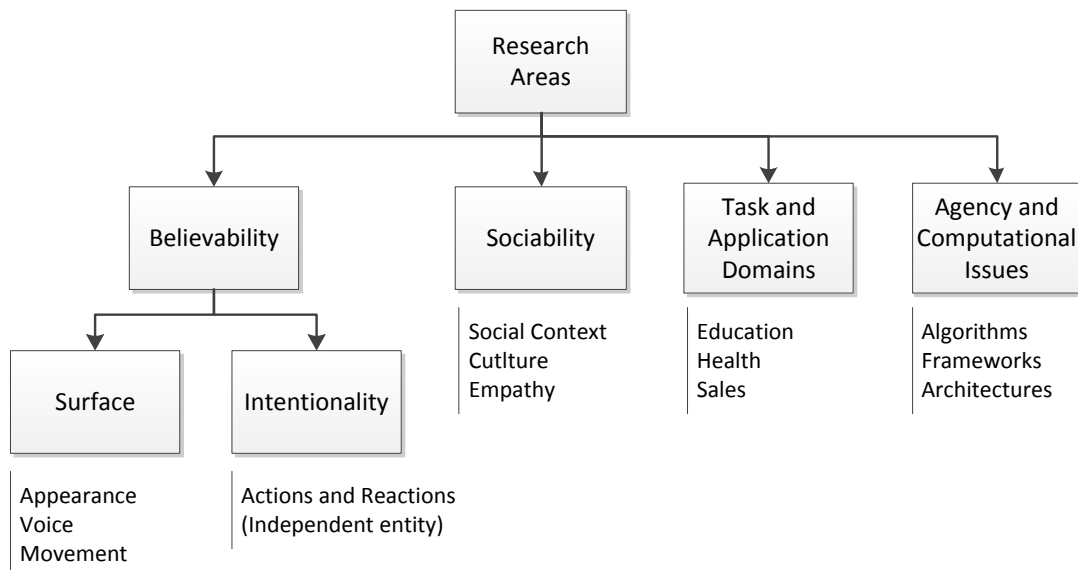 Research
Areas
Believability
Sociability
Task and
Application
Domains
Agency and
Computational
Issues
Surface
Intentionality
Social Context
Cutlture
Empathy
Education
Health
Sales
Algorithms
Frameworks
Architectures
Appearance
Voice
Movement
Actions and Reactions
(Independent entity)